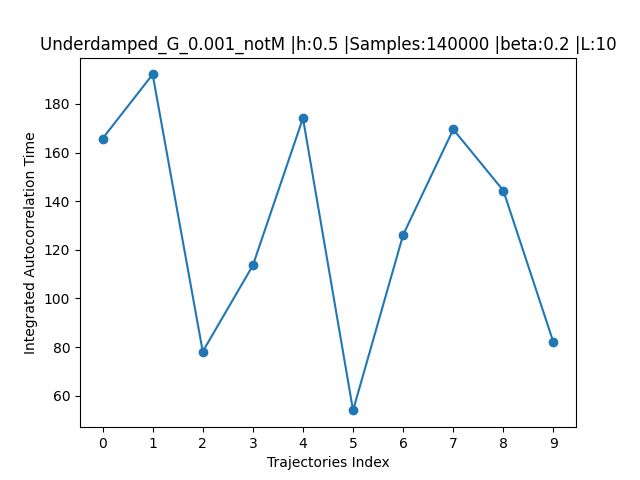 Underdamped_G_0.001_notM |h:0.5 |Samples:140000 |beta:0.2 |L:10
Integrated Autocorrelation Time
180
160
140
120
100
80
60
0 1 2 3 4 5 6 7 8 9
Trajectories Index